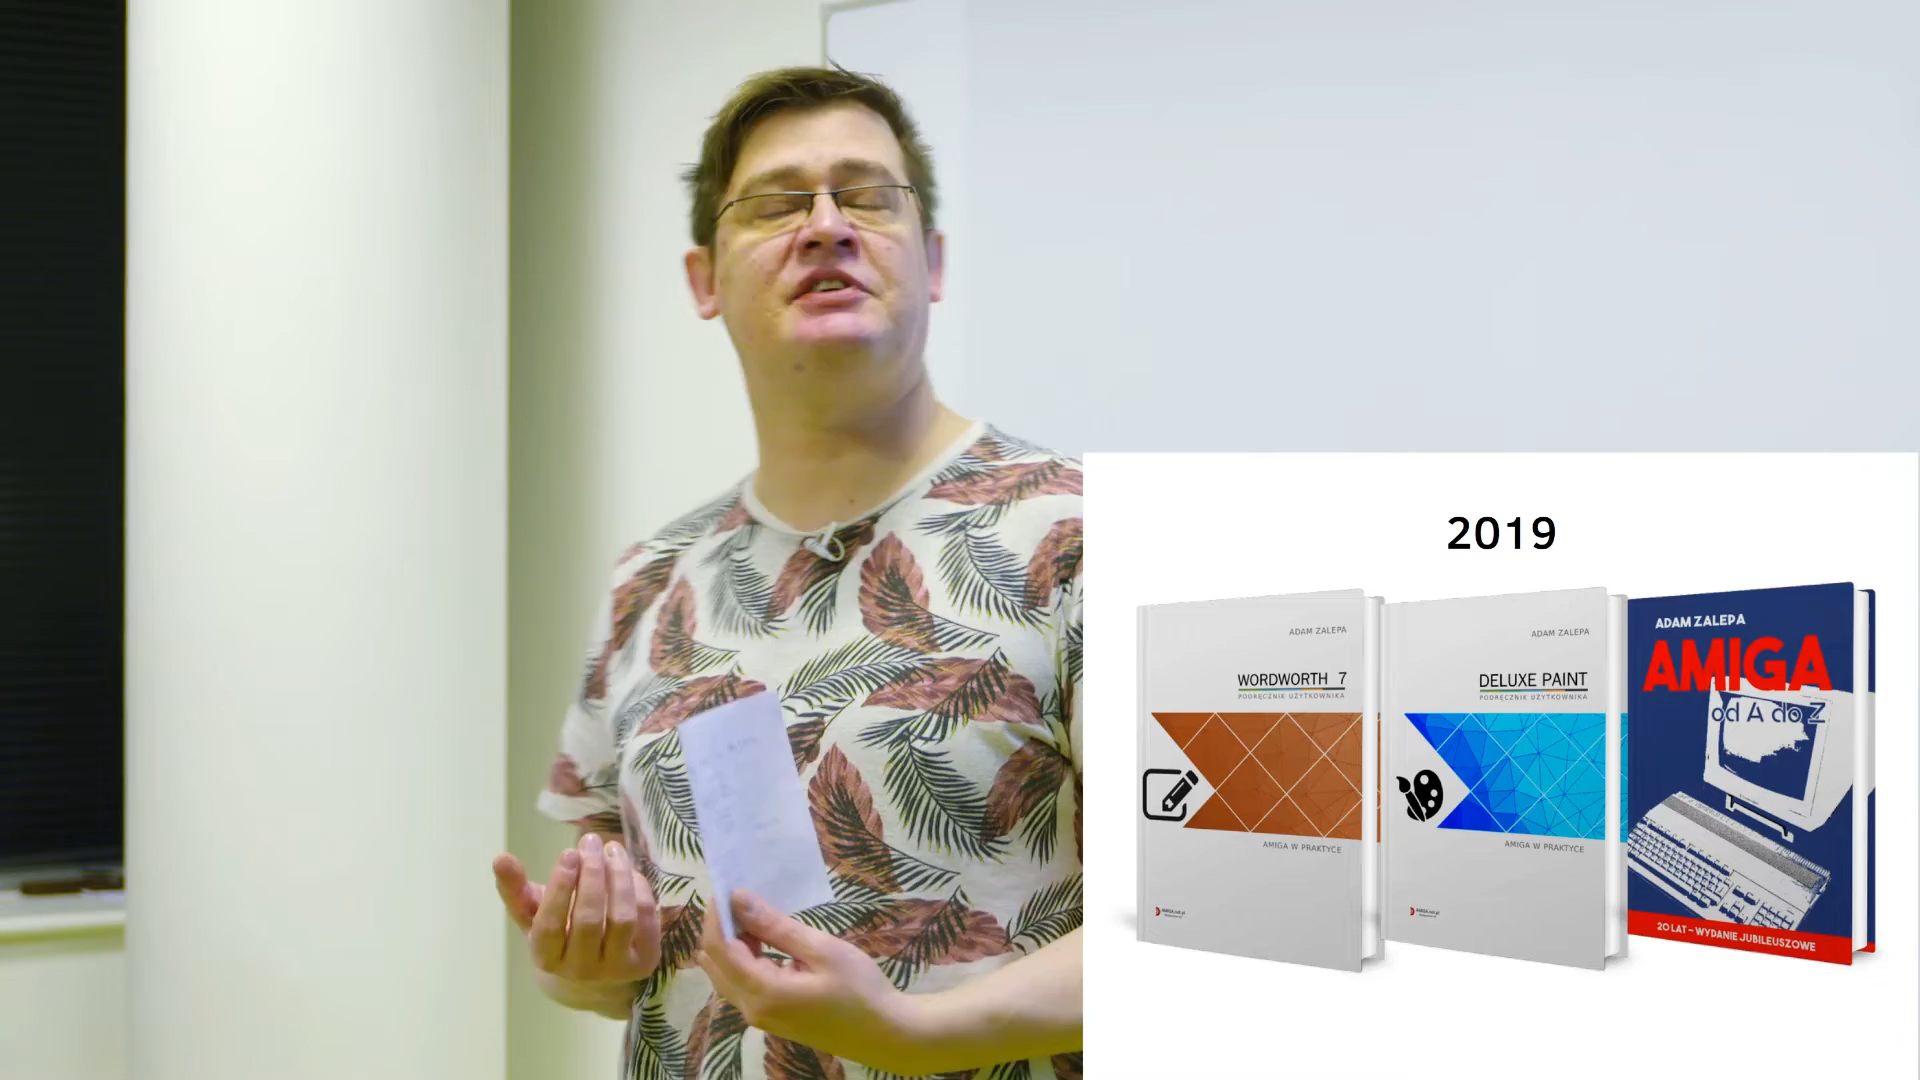 2019
ADAM ZALEPA
WORDWORTH 7
PODRĘCZNIK UŻYTKOWNIKA
AMIGA W PRAKTYCE
ADAM ZALEPA
DELUXE PAINT
PODRĘCZNIK UŻYTKOWNIKA
AMIGA W PRAKTYCE
ADAM ZALEPA
AMIGA
od A do Z
20 LAT – WYDANIE JUBILEUSZOWE